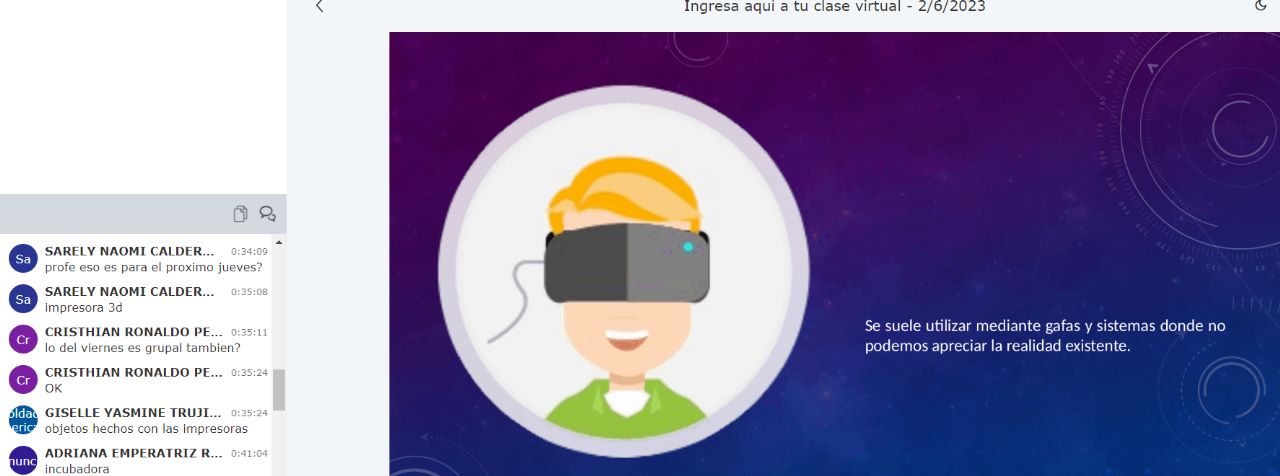 Ingresa aquí a tu clase virtual - 2/6/2023
Sa
SARELY NAOMI CALDER... 0:34:09
profe eso es para el proximo jueves?
Sa
SARELY NAOMI CALDER... 0:35:08
impresora 3d
Cr
CRISTHIAN RONALDO PE... 0:35:11
lo del viernes es grupal tambien?
Cr
CRISTHIAN RONALDO PE... 0:35:24
OK
GISELLE YASMINE TRUJI... 0:35:24
objetos hechos con las impresoras
ADRIANA EMPERATRIZ R... 0:41:04
incubadora
Se suele utilizar mediante gafas y sistemas donde no
podemos apreciar la realidad existente.